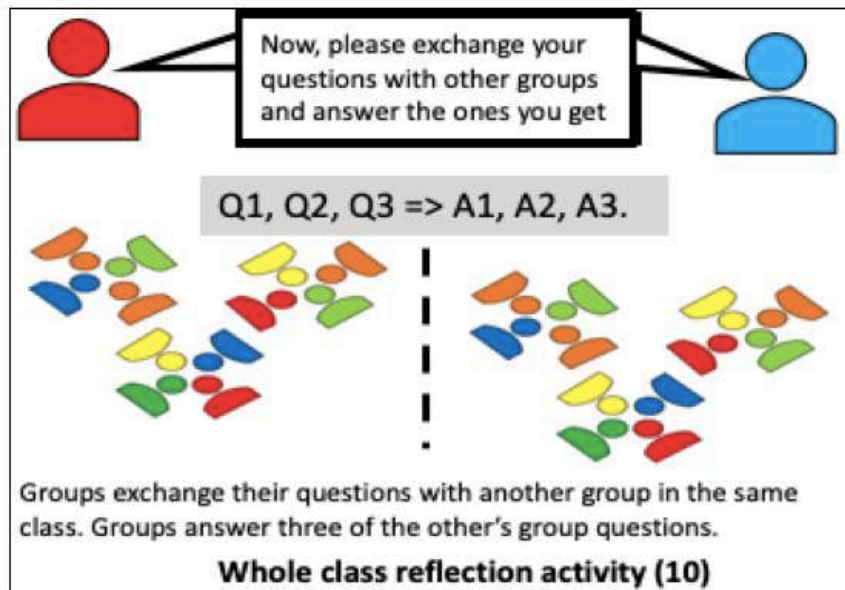 Now, please exchange your
questions with other groups
and answer the ones you get
Q1, Q2, Q3 => A1, A2, A3.
Groups exchange their questions with another group in the same
class. Groups answer three of the other's group questions.
Whole class reflection activity (10)